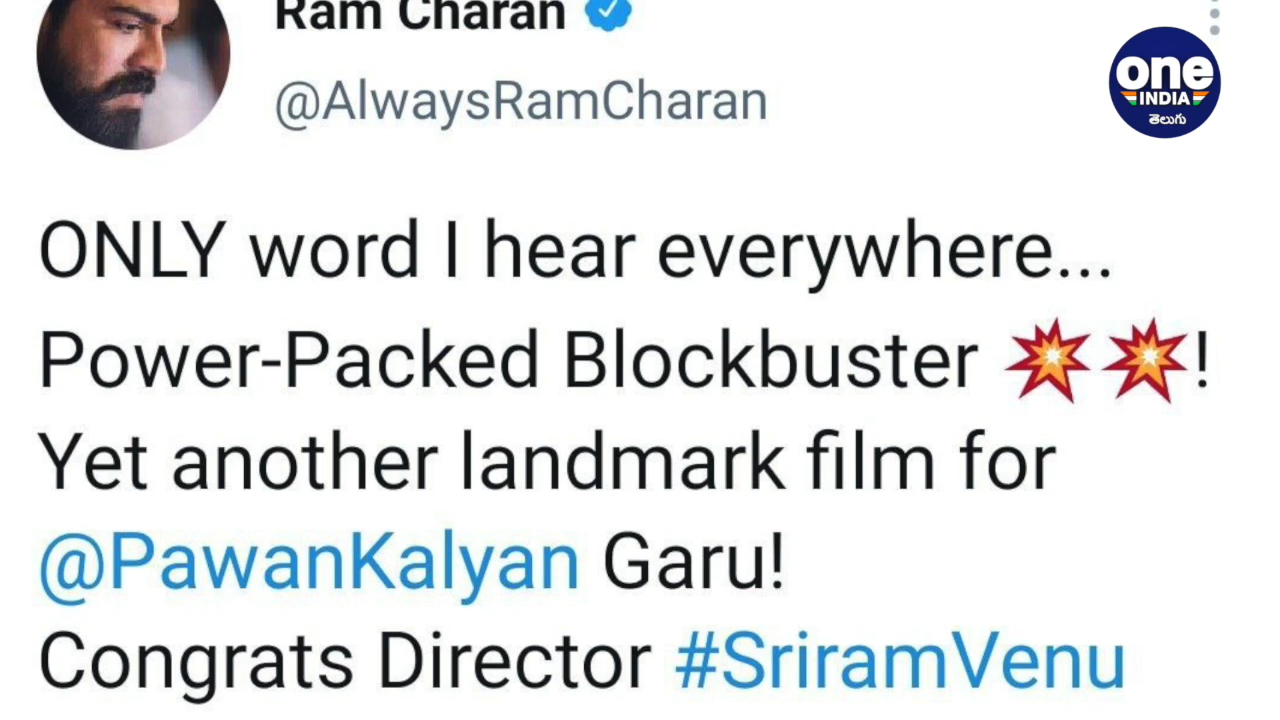 Ram Charan
@AlwaysRamCharan
one
INDIA
తెలుగు
ONLY word I hear everywhere...
Power-Packed Blockbuster 💥💥!
Yet another landmark film for
@PawanKalyan Garu!
Congrats Director #SriramVenu